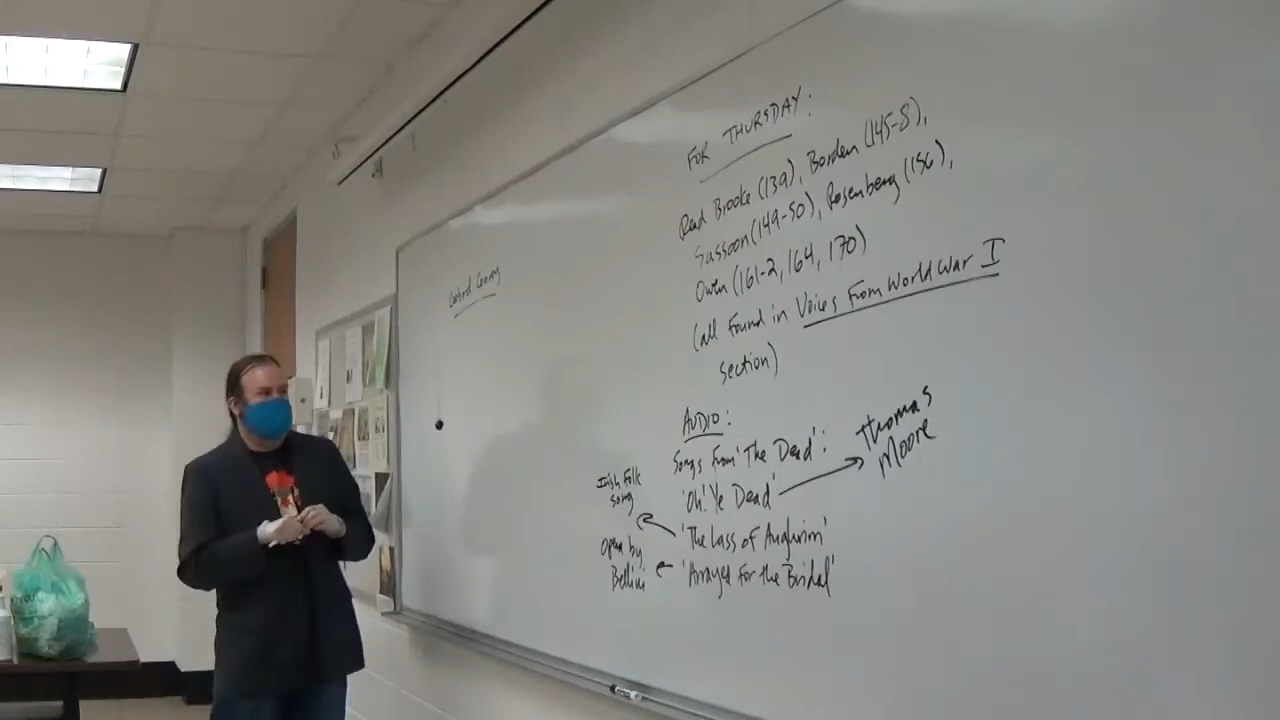 FOR THURSDAY:
Read Brooke (139), Borden (145-8),
Sassoon (149-50), Rosenberg (156),
Owen (161-2, 164, 170)
(all Found in Voices From World War I
section)
AUDIO:
Songs From 'The Dead':
'Oh! Ye Dead'
Thomas
Moore
'The Lass of Aughrim'
Irish Folk
song
'Arrayed For the Bridal'
Opera by
Bellini